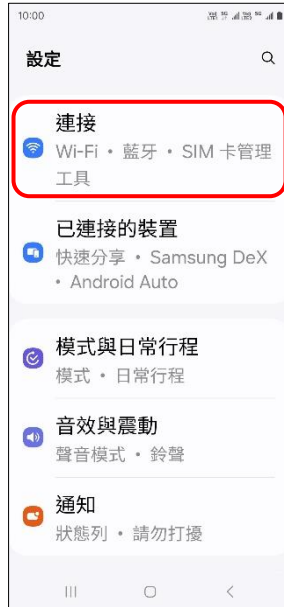 10:00
設定
連接
Wi-Fi • 藍牙 • SIM 卡管理
工具
已連接的裝置
快速分享 • Samsung DeX
• Android Auto
模式與日常行程
模式 • 日常行程
音效與震動
聲音模式 • 鈴聲
通知
狀態列 • 請勿打擾